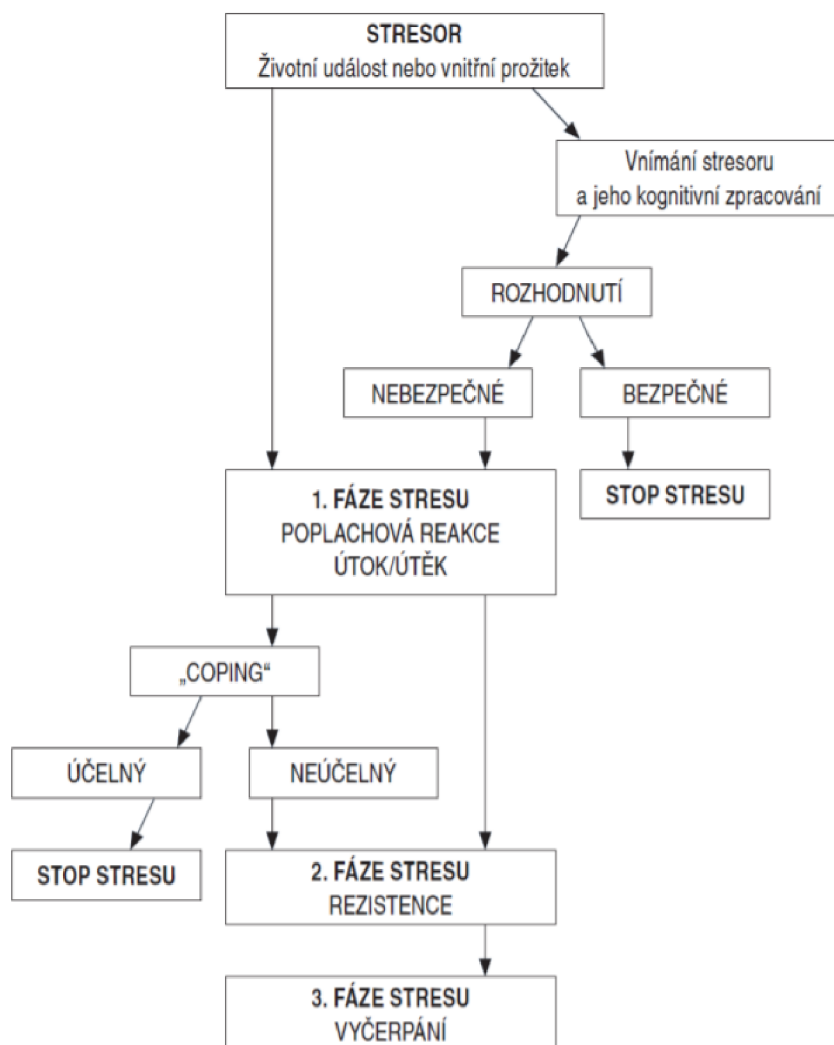 STRESOR
Životní událost nebo vnitřní prožitek
Vnímání stresoru
a jeho kognitivní zpracování
ROZHODNUTÍ
NEBEZPEČNÉ
BEZPEČNÉ
1. FÁZE STRESU
POPLACHOVÁ REAKCE
ÚTOK/ÚTĚK
STOP STRESU
„COPING“
ÚČELNÝ
NEÚČELNÝ
STOP STRESU
2. FÁZE STRESU
REZISTENCE
3. FÁZE STRESU
VYČERPÁNÍ